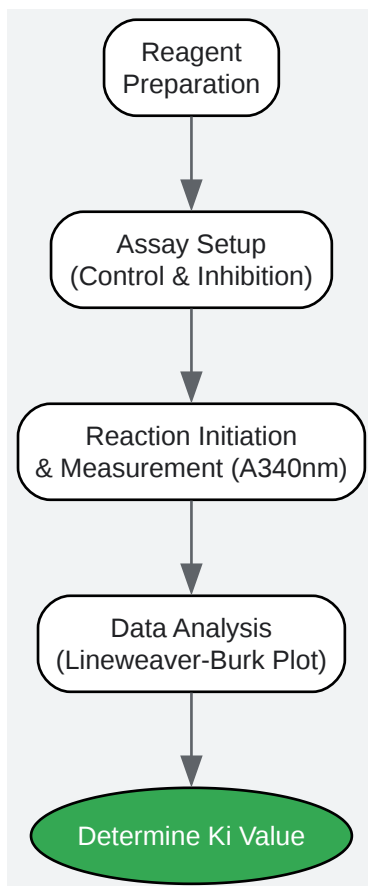 Reagent
Preparation
Assay Setup
(Control & Inhibition)
Reaction Initiation
& Measurement (A340nm)
Data Analysis
(Lineweaver-Burk Plot)
Determine Ki Value